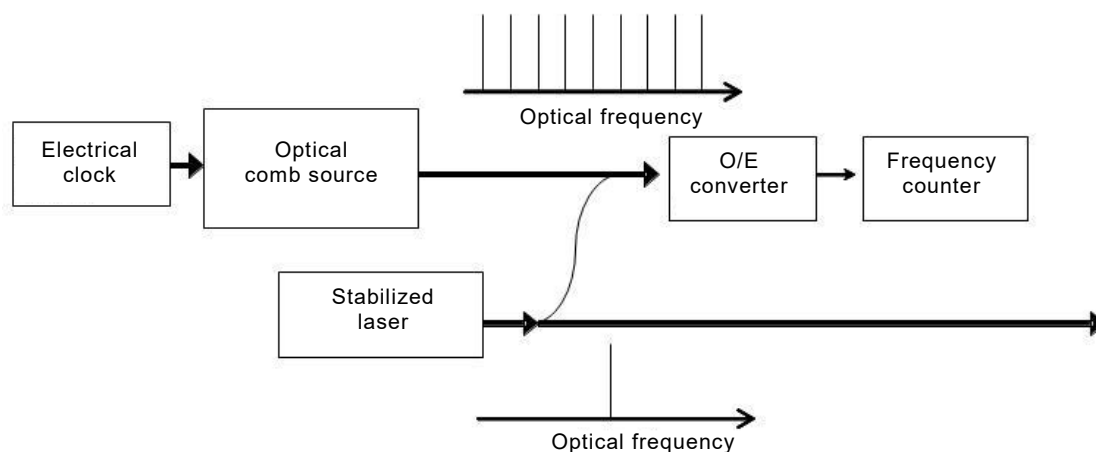 Optical frequency
Electrical
clock
Optical
comb source
O/E
converter
Frequency
counter
Stabilized
laser
Optical frequency